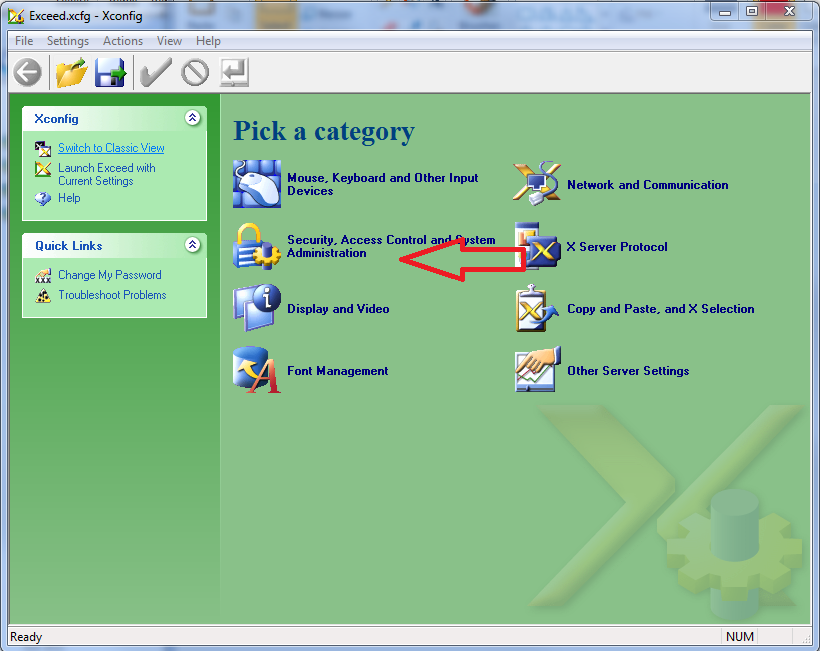 Exceed.xcfg - Xconfig
File Settings Actions View Help
Xconfig
Switch to Classic View
Launch Exceed with
Current Settings
Help
Quick Links
Change My Password
Troubleshoot Problems
Pick a category
Mouse, Keyboard and Other Input
Devices
Network and Communication
Security, Access Control and System
Administration
X Server Protocol
Display and Video
Copy and Paste, and X Selection
Font Management
Other Server Settings
Ready
NUM